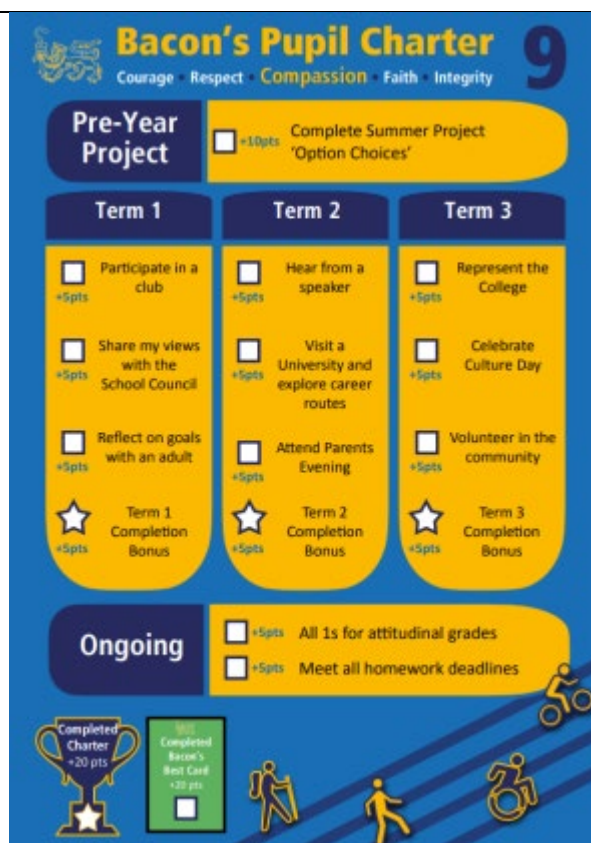 Bacon's Pupil Charter
9
Courage • Respect • Compassion • Faith • Integrity
Pre-Year
Project
+10pts
Complete Summer Project
'Option Choices'
Term 1
+5pts
Participate in a
club
+5pts
Share my views
with the
School Council
+5pts
Reflect on goals
with an adult
+5pts
Term 1
Completion
Bonus
Term 2
+5pts
Hear from a
speaker
+5pts
Visit a
University and
explore career
routes
+5pts
Attend Parents
Evening
+5pts
Term 2
Completion
Bonus
Term 3
+5pts
Represent the
College
+5pts
Celebrate
Culture Day
+5pts
Volunteer in the
community
+5pts
Term 3
Completion
Bonus
Ongoing
+5pts All 1s for attitudinal grades
+5pts Meet all homework deadlines
Completed
Charter
+20 pts
Completed
Bacon's
Best Card
+20 pts